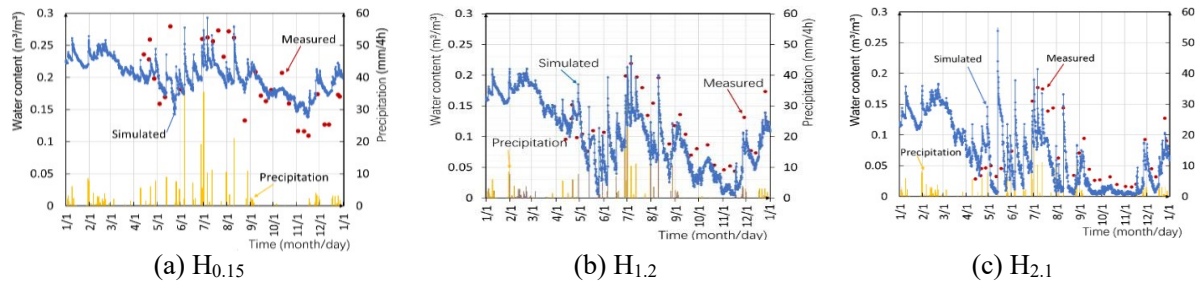 Water content (m³/m³)
0.3
0.25
0.2
0.15
0.1
0.05
0
60
50
40
30
20
10
0
Precipitation (mm/4h)
Measured
Simulated
Precipitation
1/1 2/1 3/1 4/1 5/1 6/1 7/1 8/1 9/1 10/1 11/1 12/1 1/1
Time (month/day)
(a) H0.15
Water content (m³/m³)
0.3
0.25
0.2
0.15
0.1
0.05
0
60
50
40
30
20
10
0
Precipitation (mm/4h)
Simulated
Measured
Precipitation
1/1 2/1 3/1 4/1 5/1 6/1 7/1 8/1 9/1 10/1 11/1 12/1 1/1
Time (month/day)
(b) H1.2
Water content (m³/m³)
0.3
0.25
0.2
0.15
0.1
0.05
0
60
50
40
30
20
10
0
Precipitation (mm/4h)
Simulated
Measured
Precipitation
1/1 2/1 3/1 4/1 5/1 6/1 7/1 8/1 9/1 10/1 11/1 12/1 1/1
Time (month/day)
(c) H2.1